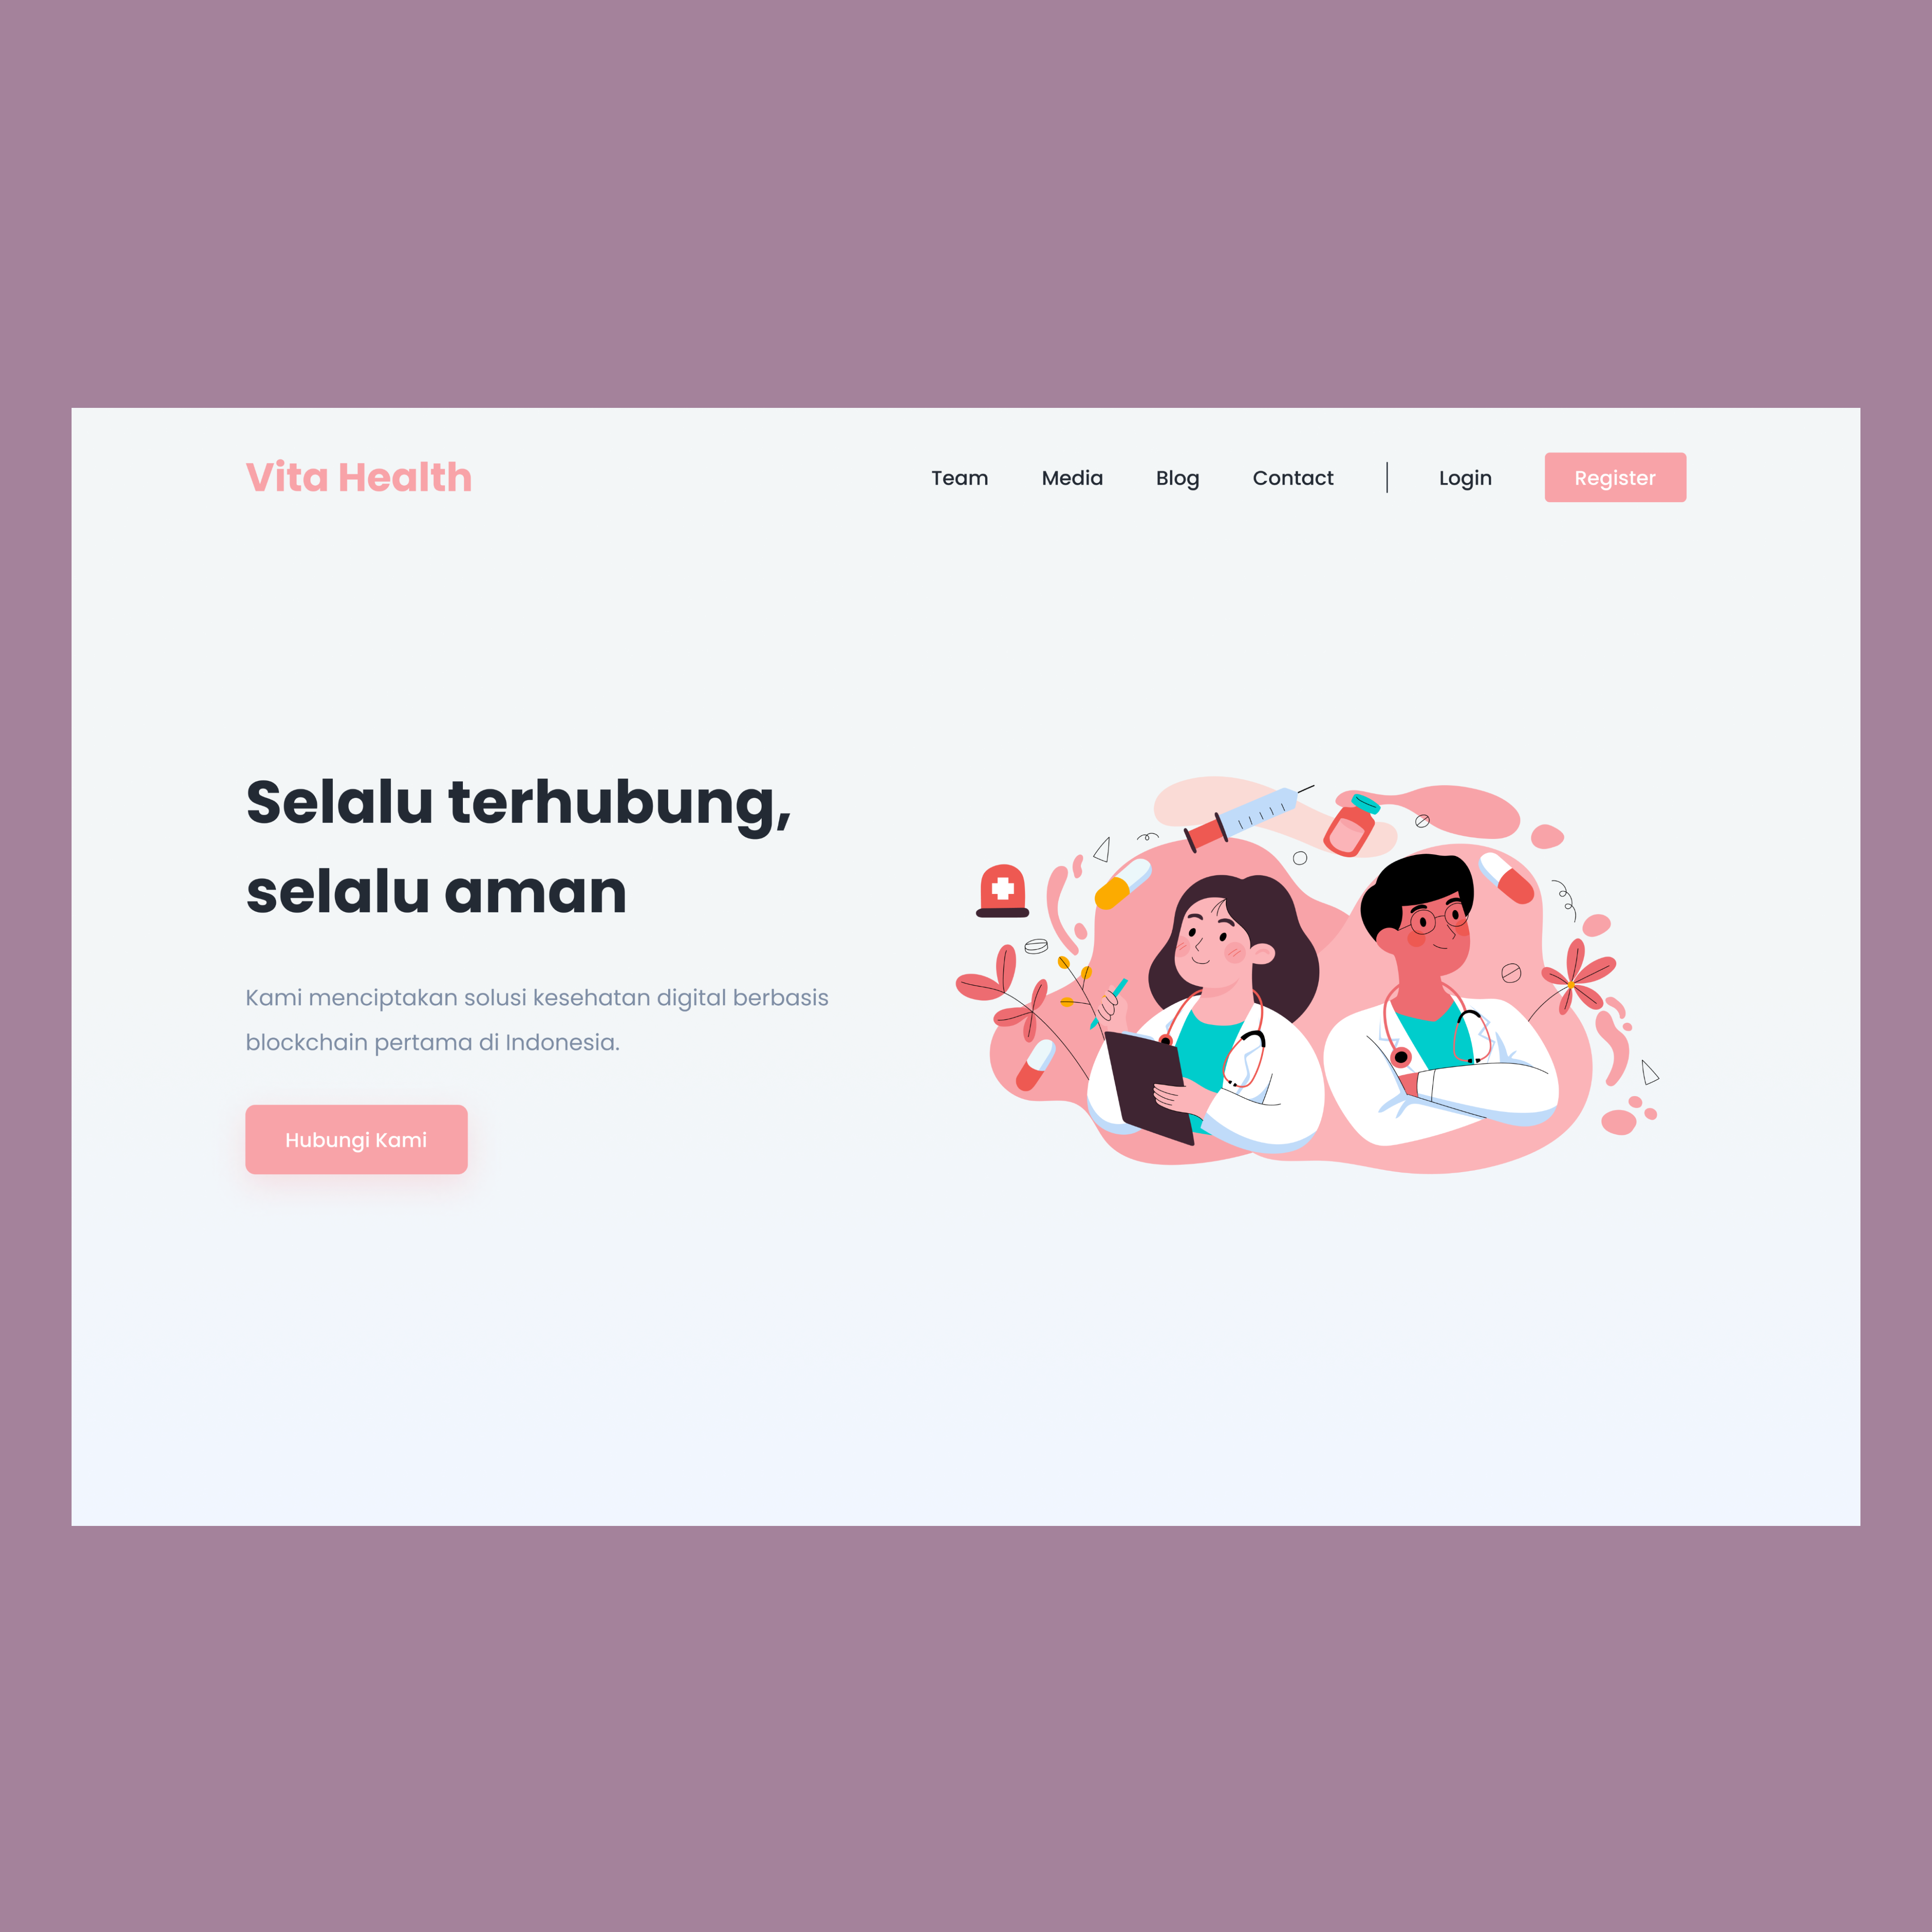 Vita Health
Team Media Blog Contact Login Register
Selalu terhubung,
selalu aman
Kami menciptakan solusi kesehatan digital berbasis
blockchain pertama di Indonesia.
Hubungi Kami